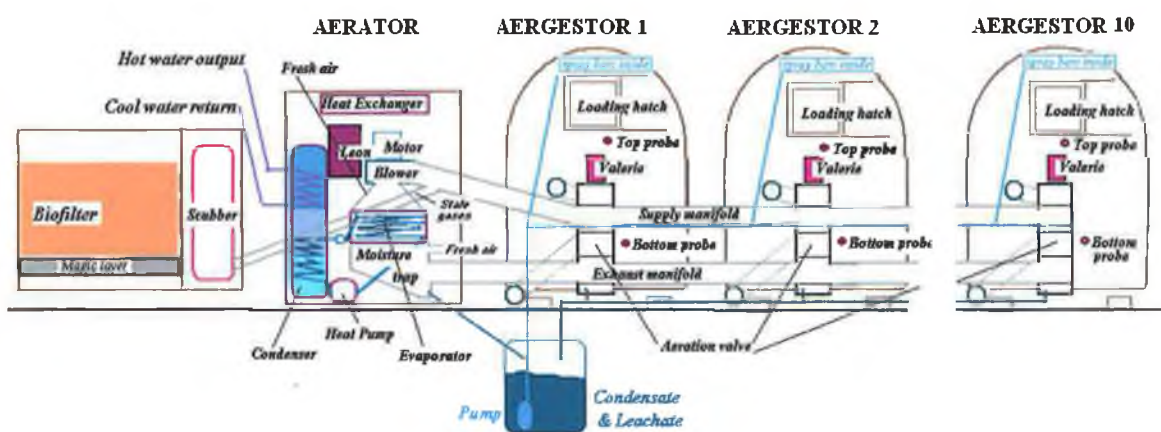 AERATOR
AERGESTOR 1
AERGESTOR 2
AERGESTOR 10
Hot water output
Cool water return
Fresh air
Heat Exchanger
Leon
Motor
Blower
Stale
gases
Fresh air
Moisture
trap
Biofilter
Magic layer
Scubber
Condenser
Heat Pump
Evaporator
Loading hatch
Top probe
Valerie
Supply manifold
Bottom probe
Exhaust manifold
Loading hatch
Top probe
Valerie
Bottom probe
Loading hatch
Top probe
Valerie
Bottom
probe
Aeration valve
Pump
Condensate
& Leachate